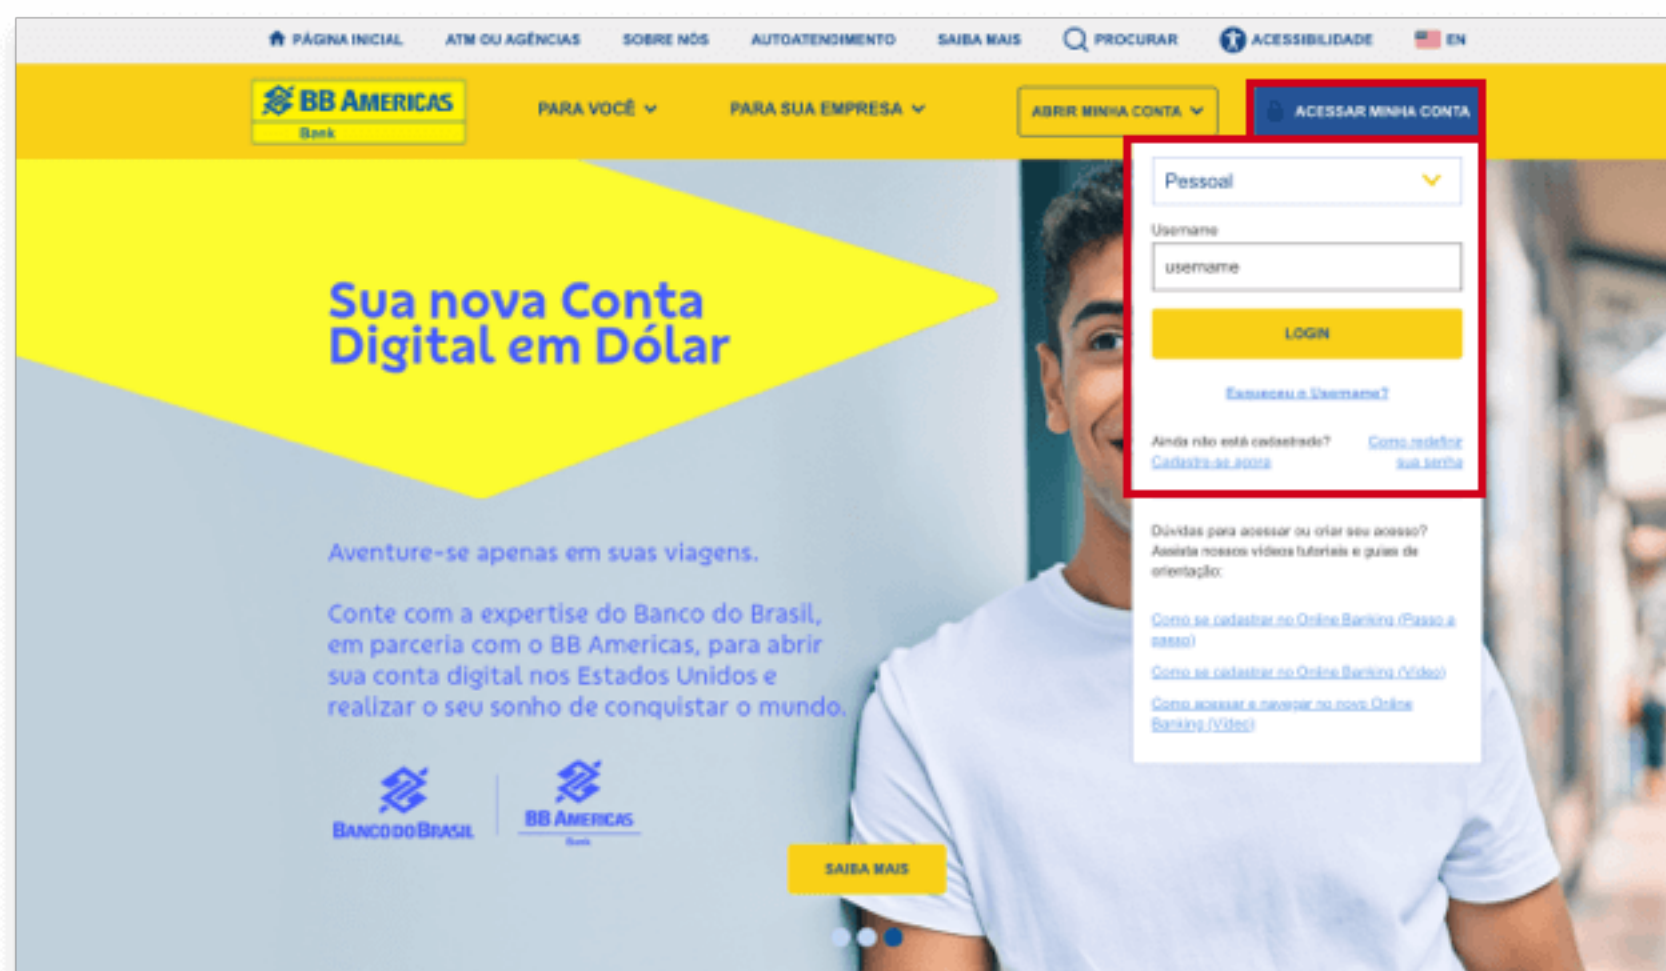 PÁGINA INICIAL ATM OU AGÊNCIAS SOBRE NÓS AUTOATENDIMENTO SAIBA MAIS PROCURAR ACESSIBILIDADE EN
BB AMERICAS
Bank
PARA VOCÊ PARA SUA EMPRESA ABRIR MINHA CONTA ACESSAR MINHA CONTA
Pessoal
Username
username
LOGIN
Esqueceu o Username?
Ainda não está cadastrado?
Cadastre-se agora
Como redefinir
sua senha
Dúvidas para acessar ou criar seu acesso?
Assista nossos vídeos tutoriais e guias de
orientação:
Como se cadastrar no Online Banking (Passo a
passo)
Como se cadastrar no Online Banking (Vídeo)
Como acessar e navegar no novo Online
Banking (Vídeo)
Sua nova Conta
Digital em Dólar
Aventure-se apenas em suas viagens.
Conte com a expertise do Banco do Brasil,
em parceria com o BB Americas, para abrir
sua conta digital nos Estados Unidos e
realizar o seu sonho de conquistar o mundo.
BANCO DO BRASIL
BB AMERICAS
Bank
SAIBA MAIS